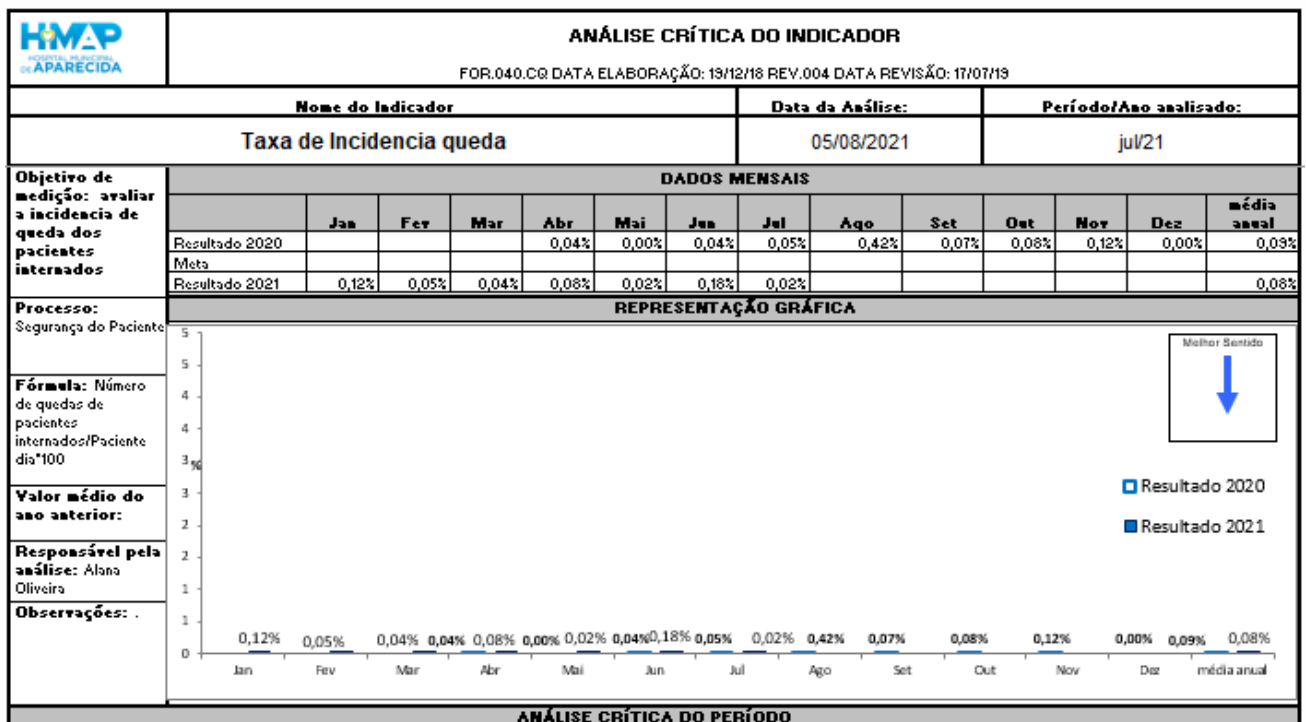 HMAP
HOSPITAL MUNICIPAL
DE APARECIDA
ANÁLISE CRÍTICA DO INDICADOR
FOR.040.CQ DATA ELABORAÇÃO: 19/12/18 REV.004 DATA REVISÃO: 17/07/19
Nome do Indicador Data da Análise: Período/Ano analisado:
Taxa de Incidencia queda 05/08/2021 jul/21
Objetivo de
medição: avaliar
a incidencia de
queda dos
pacientes
internados
DADOS MENSAIS
Jan Fev Mar Abr Mai Jun Jul Ago Set Out Nov Dez média anual
Resultado 2020 0,04% 0,00% 0,04% 0,05% 0,42% 0,07% 0,08% 0,12% 0,00% 0,09%
Meta
Resultado 2021 0,12% 0,05% 0,04% 0,08% 0,02% 0,18% 0,02% 0,08%
Processo:
Segurança do Paciente
Fórmula: Número
de quedas de
pacientes
internados/Paciente
dia*100
Valor médio do
ano anterior:
Responsável pela
análise: Alana
Oliveira
Observações: .
REPRESENTAÇÃO GRÁFICA
Melhor Sentido
5
5
4
4
3
%
3
2
2
1
1
0
Resultado 2020
Resultado 2021
0,12% 0,05% 0,04% 0,04% 0,08% 0,00% 0,02% 0,04% 0,18% 0,05% 0,02% 0,42% 0,07% 0,08% 0,12% 0,00% 0,09% 0,08%
Jan Fev Mar Abr Mai Jun Jul Ago Set Out Nov Dez média anual
ANÁLISE CRÍTICA DO PERÍODO